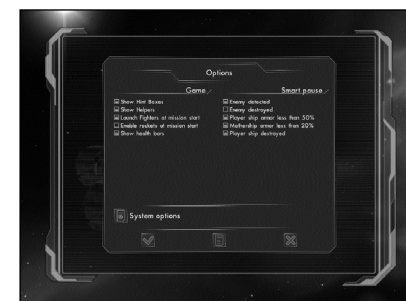 Options
Game
Show Hint Boxes
Show Helpers
Launch Fighters at mission start
Enable rockets at mission start
Show health bars
Smart pause
Enemy detected
Enemy destroyed
Player ship armor less than 50%
Mothership armor less than 20%
Player ship destroyed
System options